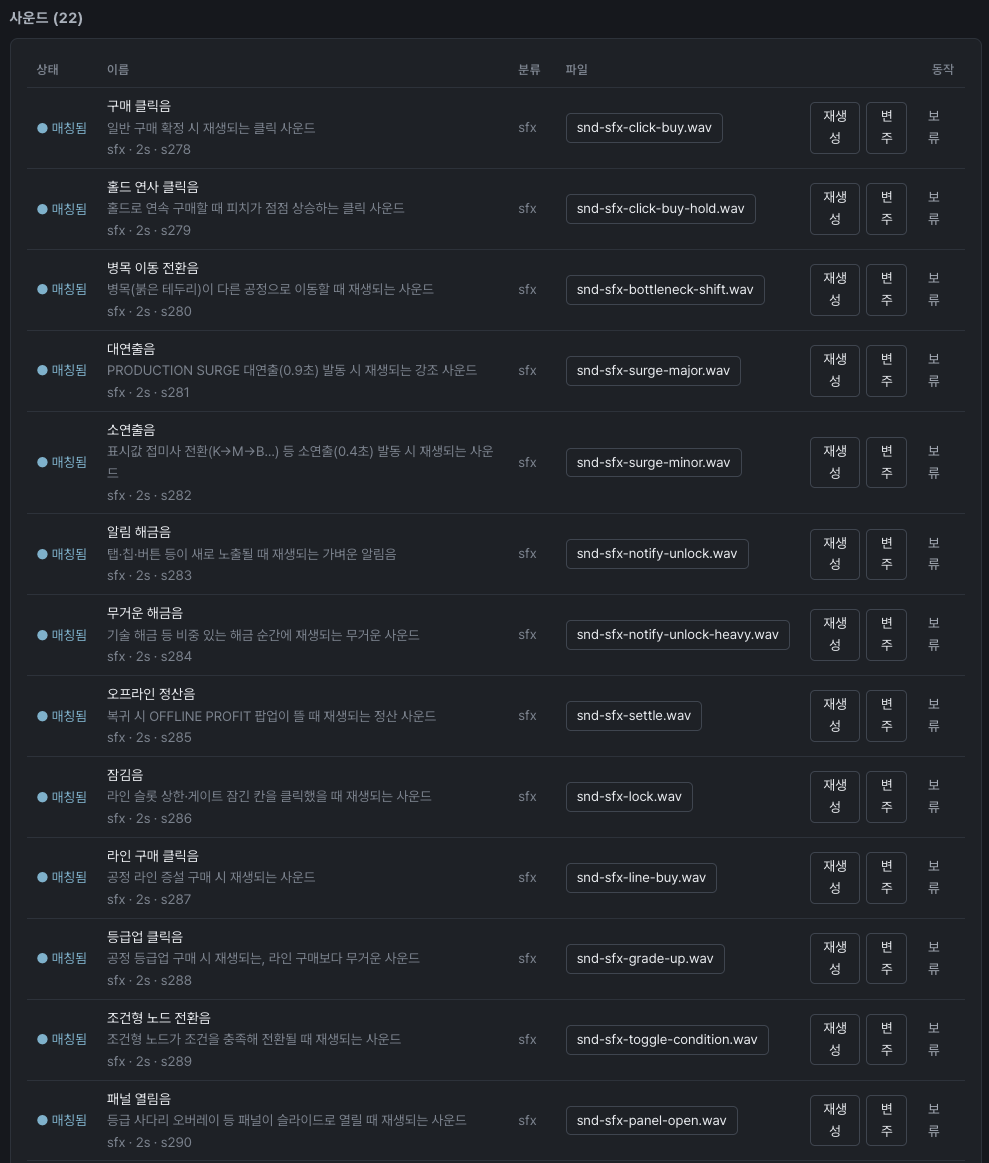 사운드 (22)
상태 이름 분류 파일 동작
구매 클릭음
매칭됨 일반 구매 확정 시 재생되는 클릭 사운드 sfx snd-sfx-click-buy.wav 재생성 변주 보류
sfx · 2s · s278
홀드 연사 클릭음
매칭됨 홀드로 연속 구매할 때 피치가 점점 상승하는 클릭 사운드 sfx snd-sfx-click-buy-hold.wav 재생성 변주 보류
sfx · 2s · s279
병목 이동 전환음
매칭됨 병목(붉은 테두리)이 다른 공정으로 이동할 때 재생되는 사운드 sfx snd-sfx-bottleneck-shift.wav 재생성 변주 보류
sfx · 2s · s280
대연출음
매칭됨 PRODUCTION SURGE 대연출(0.9초) 발동 시 재생되는 강조 사운드 sfx snd-sfx-surge-major.wav 재생성 변주 보류
sfx · 2s · s281
소연출음
표시값 접미사 전환(K→M→B…) 등 소연출(0.4초) 발동 시 재생되는 사운
드
매칭됨 sfx snd-sfx-surge-minor.wav 재생성 변주 보류
sfx · 2s · s282
알림 해금음
매칭됨 탭·칩·버튼 등이 새로 노출될 때 재생되는 가벼운 알림음 sfx snd-sfx-notify-unlock.wav 재생성 변주 보류
sfx · 2s · s283
무거운 해금음
매칭됨 기술 해금 등 비중 있는 해금 순간에 재생되는 무거운 사운드 sfx snd-sfx-notify-unlock-heavy.wav 재생성 변주 보류
sfx · 2s · s284
오프라인 정산음
매칭됨 복귀 시 OFFLINE PROFIT 팝업이 뜰 때 재생되는 정산 사운드 sfx snd-sfx-settle.wav 재생성 변주 보류
sfx · 2s · s285
잠김음
매칭됨 라인 슬롯 상한·게이트 잠긴 칸을 클릭했을 때 재생되는 사운드 sfx snd-sfx-lock.wav 재생성 변주 보류
sfx · 2s · s286
라인 구매 클릭음
매칭됨 공정 라인 증설 구매 시 재생되는 사운드 sfx snd-sfx-line-buy.wav 재생성 변주 보류
sfx · 2s · s287
등급업 클릭음
매칭됨 공정 등급업 구매 시 재생되는, 라인 구매보다 무거운 사운드 sfx snd-sfx-grade-up.wav 재생성 변주 보류
sfx · 2s · s288
조건형 노드 전환음
매칭됨 조건형 노드가 조건을 충족해 전환될 때 재생되는 사운드 sfx snd-sfx-toggle-condition.wav 재생성 변주 보류
sfx · 2s · s289
패널 열림음
매칭됨 등급 사다리 오버레이 등 패널이 슬라이드로 열릴 때 재생되는 사운드 sfx snd-sfx-panel-open.wav 재생성 변주 보류
sfx · 2s · s290